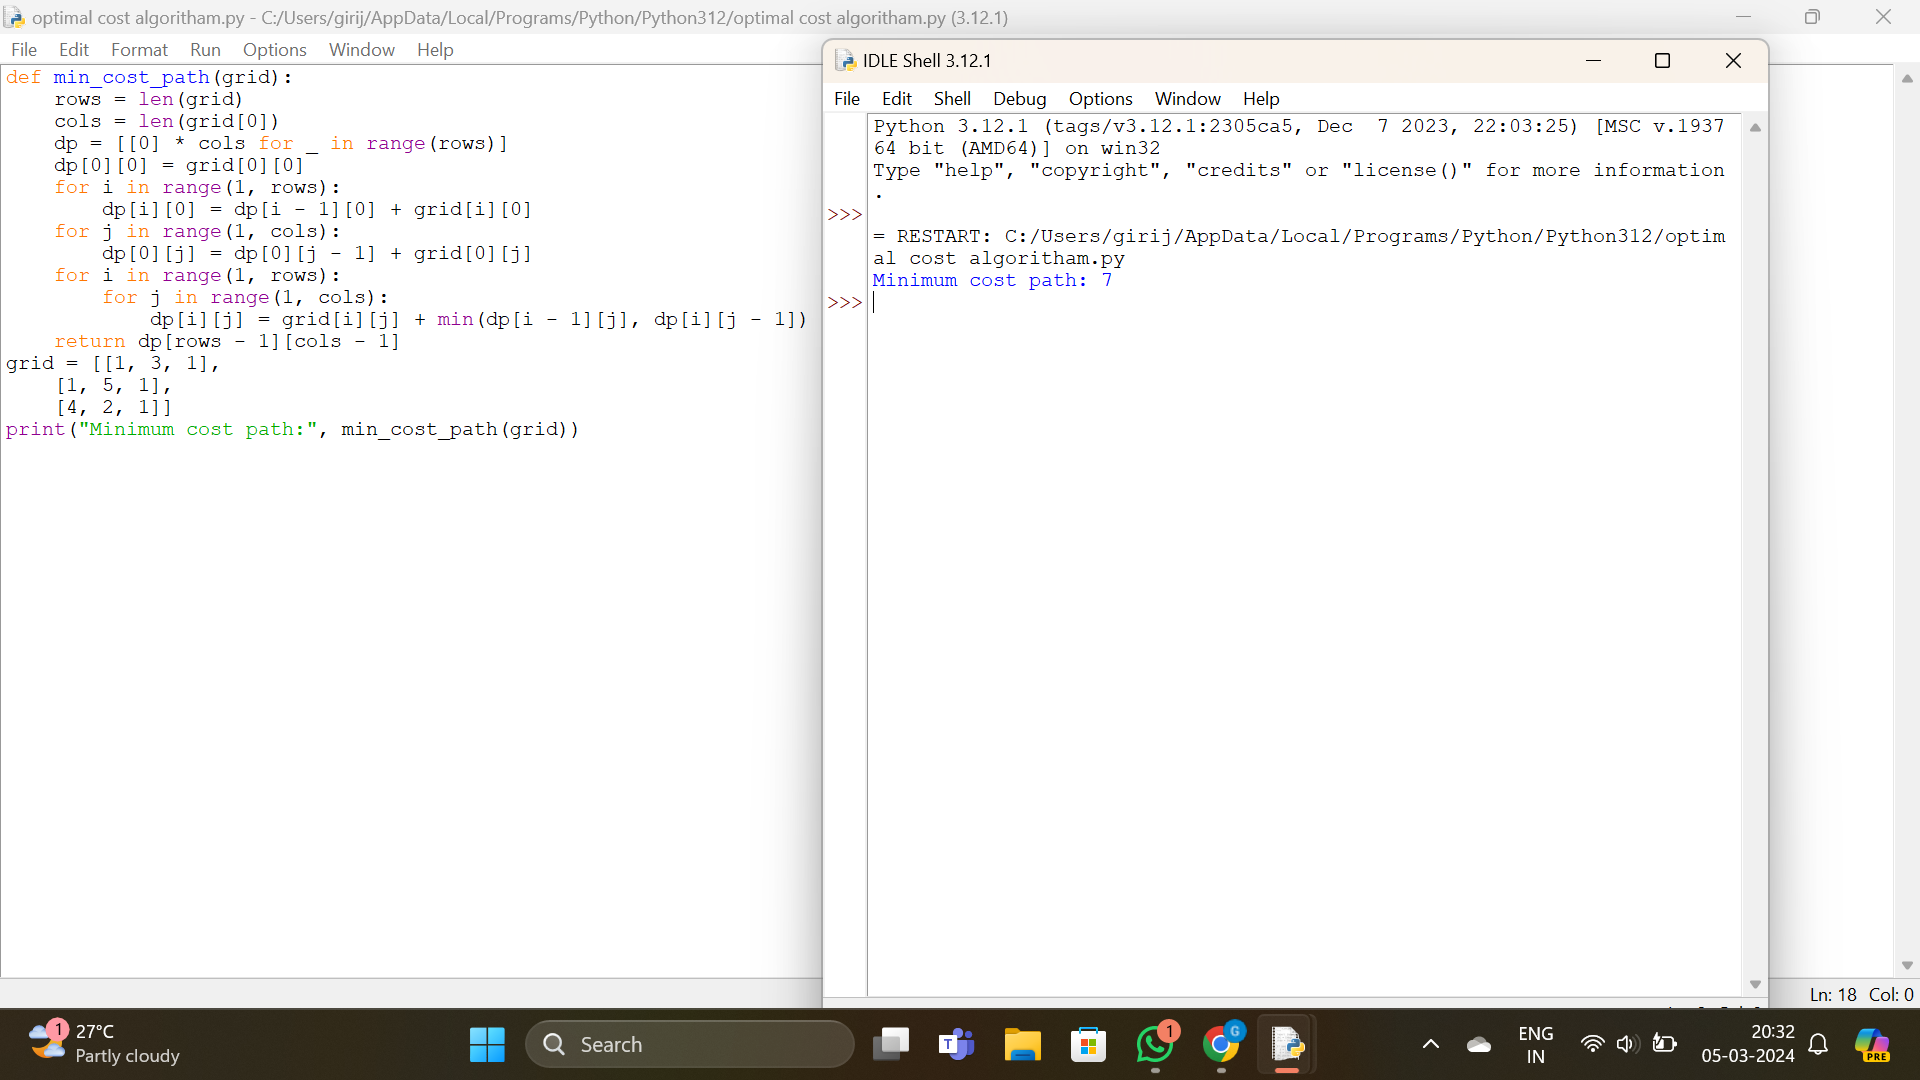 optimal cost algoritham.py - C:/Users/girij/AppData/Local/Programs/Python/Python312/optimal cost algoritham.py (3.12.1)
File Edit Format Run Options Window Help
def min_cost_path(grid):
    rows = len(grid)
    cols = len(grid[0])
    dp = [[0] * cols for _ in range(rows)]
    dp[0][0] = grid[0][0]
    for i in range(1, rows):
        dp[i][0] = dp[i - 1][0] + grid[i][0]
    for j in range(1, cols):
        dp[0][j] = dp[0][j - 1] + grid[0][j]
    for i in range(1, rows):
        for j in range(1, cols):
            dp[i][j] = grid[i][j] + min(dp[i - 1][j], dp[i][j - 1])
    return dp[rows - 1][cols - 1]
grid = [[1, 3, 1],
    [1, 5, 1],
    [4, 2, 1]]
print("Minimum cost path:", min_cost_path(grid))
IDLE Shell 3.12.1
File Edit Shell Debug Options Window Help
Python 3.12.1 (tags/v3.12.1:2305ca5, Dec  7 2023, 22:03:25) [MSC v.1937
64 bit (AMD64)] on win32
Type "help", "copyright", "credits" or "license()" for more information
.
>>>
= RESTART: C:/Users/girij/AppData/Local/Programs/Python/Python312/optim
al cost algoritham.py
Minimum cost path: 7
>>>
Ln: 18 Col: 0
1
27°C
Partly cloudy
Search
T
1
G
ENG
IN
20:32
05-03-2024
PRE